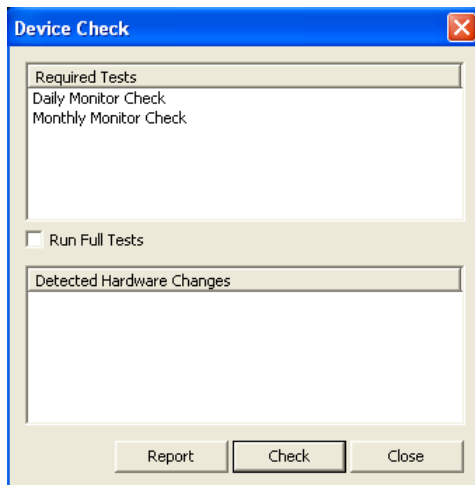 Device Check
Required Tests
Daily Monitor Check
Monthly Monitor Check
Run Full Tests
Detected Hardware Changes
Report Check Close